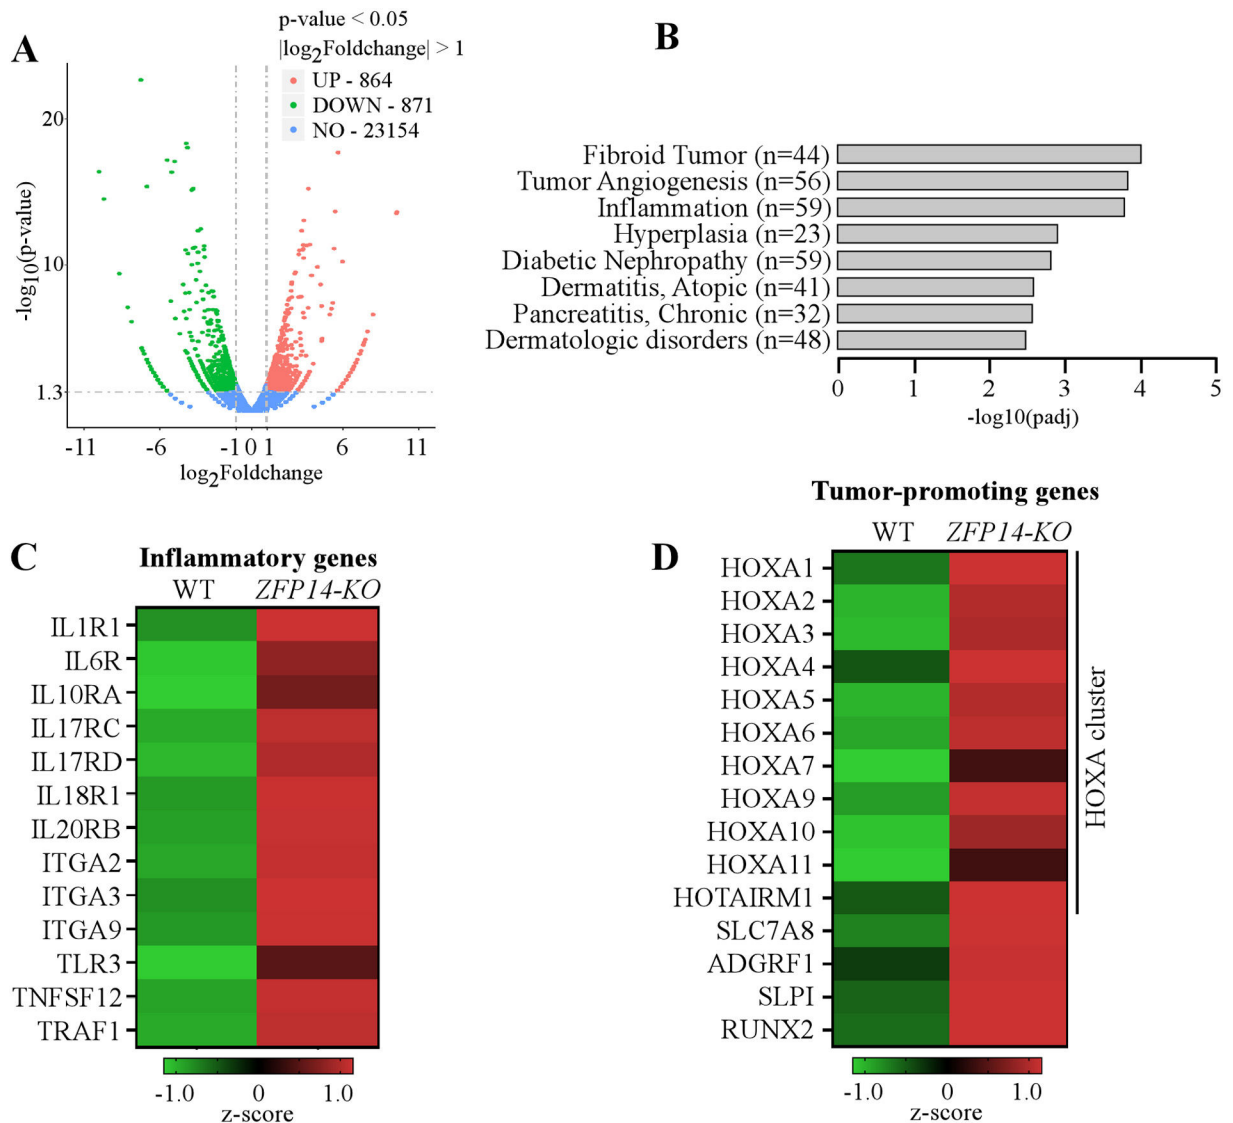 A
p-value < 0.05
|log2Foldchange| > 1
UP - 864
DOWN - 871
NO - 23154
20
10
1.3
-log10(p-value)
-11 -6 -1 0 1 6 11
log2Foldchange
B
Fibroid Tumor (n=44)
Tumor Angiogenesis (n=56)
Inflammation (n=59)
Hyperplasia (n=23)
Diabetic Nephropathy (n=59)
Dermatitis, Atopic (n=41)
Pancreatitis, Chronic (n=32)
Dermatologic disorders (n=48)
0 1 2 3 4 5
-log10(padj)
C
Inflammatory genes
WT ZFP14-KO
IL1R1
IL6R
IL10RA
IL17RC
IL17RD
IL18R1
IL20RB
ITGA2
ITGA3
ITGA9
TLR3
TNFSF12
TRAF1
-1.0 0 1.0
z-score
D
Tumor-promoting genes
WT ZFP14-KO
HOXA1
HOXA2
HOXA3
HOXA4
HOXA5
HOXA6
HOXA7
HOXA9
HOXA10
HOXA11
HOTAIRM1
SLC7A8
ADGRF1
SLPI
RUNX2
HOXA cluster
-1.0 0 1.0
z-score